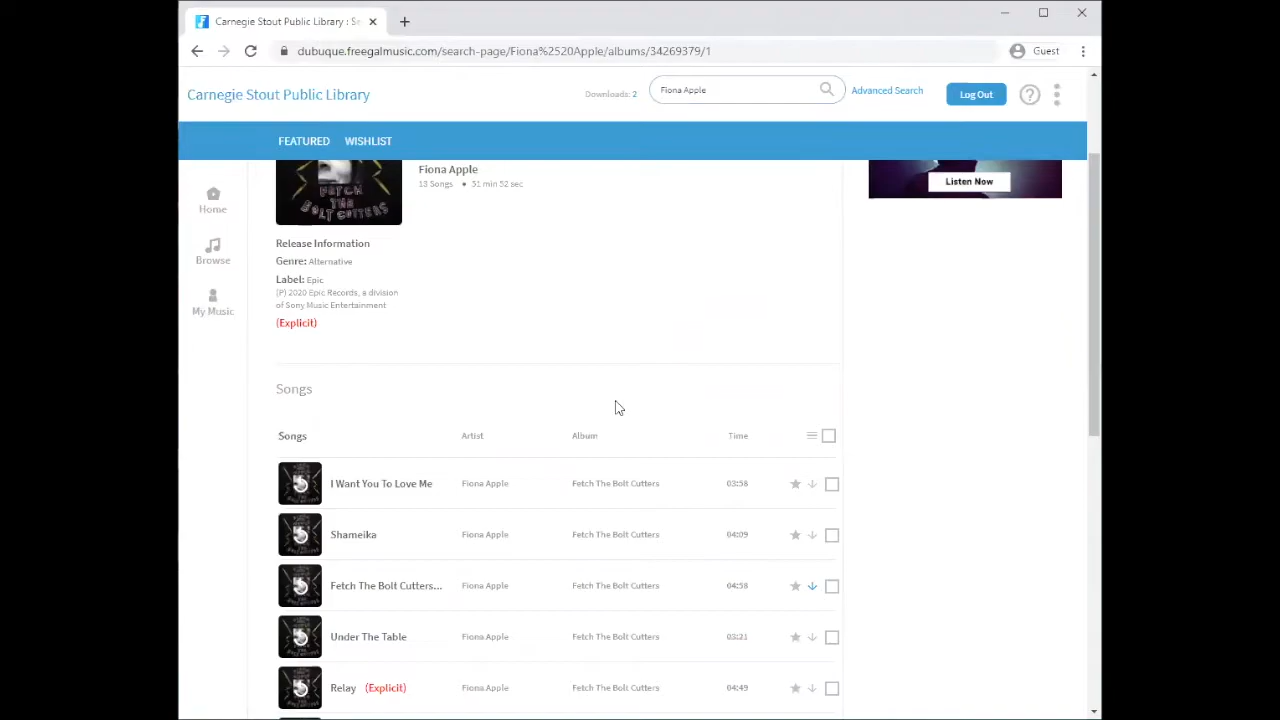 Carnegie Stout Public Library : Se
dubuque.freegalmusic.com/search-page/Fiona%2520Apple/albums/34269379/1
Guest
Carnegie Stout Public Library
Downloads: 2
Fiona Apple
Advanced Search
Log Out
FEATURED WISHLIST
Home
Browse
My Music
FETCH
THE
BOLT CUTTERS
Fiona Apple
13 Songs • 31 min 52 sec
Listen Now
Release Information
Genre: Alternative
Label: Epic
(P) 2020 Epic Records, a division
of Sony Music Entertainment
(Explicit)
Songs
Songs Artist Album Time
I Want You To Love Me Fiona Apple Fetch The Bolt Cutters 03:58
Shameika Fiona Apple Fetch The Bolt Cutters 04:09
Fetch The Bolt Cutters... Fiona Apple Fetch The Bolt Cutters 04:58
Under The Table Fiona Apple Fetch The Bolt Cutters 03:21
Relay (Explicit) Fiona Apple Fetch The Bolt Cutters 04:49